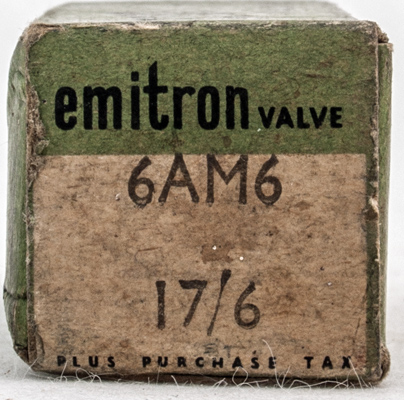 emitron VALVE
6AM6
17/6
PLUS PURCHASE TAX